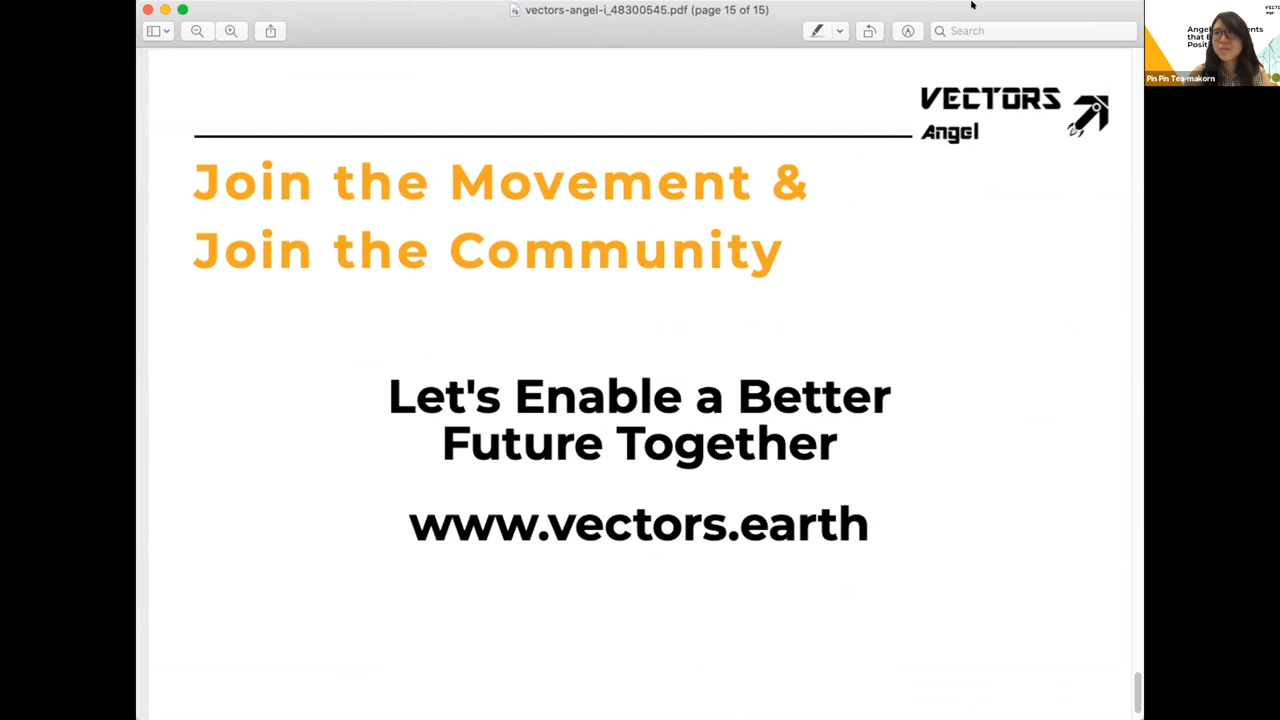 vectors-angel-i_48300545.pdf (page 15 of 15)
Search
VECTORS
Angel
Join the Movement &
Join the Community
Let's Enable a Better
Future Together
www.vectors.earth
Pin Pin Tea-makorn